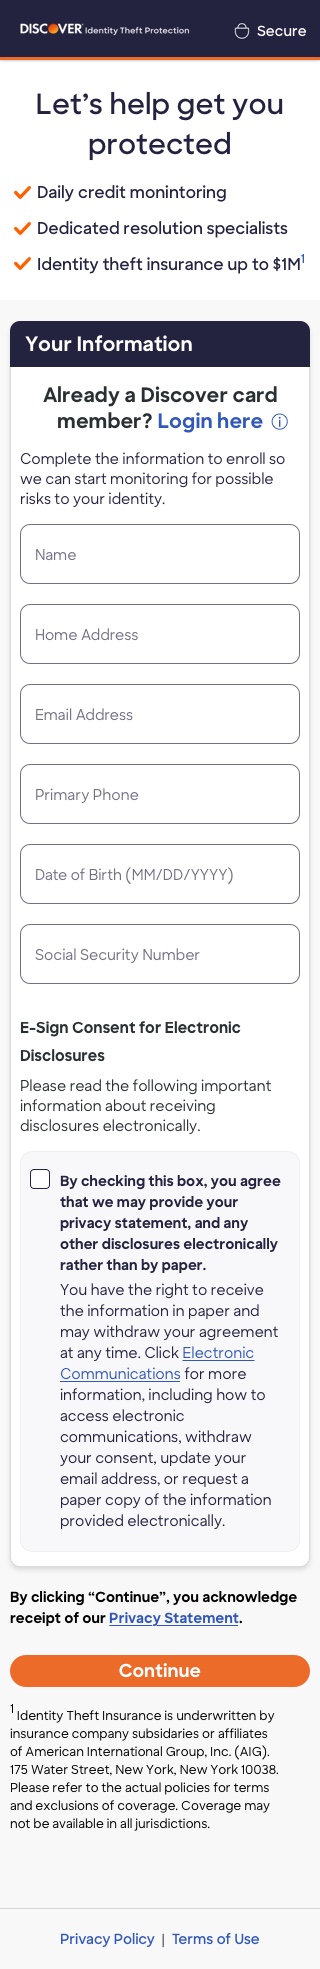 DISCOVER Identity Theft Protection Secure
Let's help get you
protected
Daily credit monintoring
Dedicated resolution specialists
Identity theft insurance up to $1M1
Your Information
Already a Discover card
member? Login here
Complete the information to enroll so
we can start monitoring for possible
risks to your identity.
Name
Home Address
Email Address
Primary Phone
Date of Birth (MM/DD/YYYY)
Social Security Number
E-Sign Consent for Electronic
Disclosures
Please read the following important
information about receiving
disclosures electronically.
By checking this box, you agree
that we may provide your
privacy statement, and any
other disclosures electronically
rather than by paper.
You have the right to receive
the information in paper and
may withdraw your agreement
at any time. Click Electronic
Communications for more
information, including how to
access electronic
communications, withdraw
your consent, update your
email address, or request a
paper copy of the information
provided electronically.
By clicking “Continue”, you acknowledge
receipt of our Privacy Statement.
Continue
1 Identity Theft Insurance is underwritten by
insurance company subsidaries or affiliates
of American International Group, Inc. (AIG).
175 Water Street, New York, New York 10038.
Please refer to the actual policies for terms
and exclusions of coverage. Coverage may
not be available in all jurisdictions.
Privacy Policy | Terms of Use